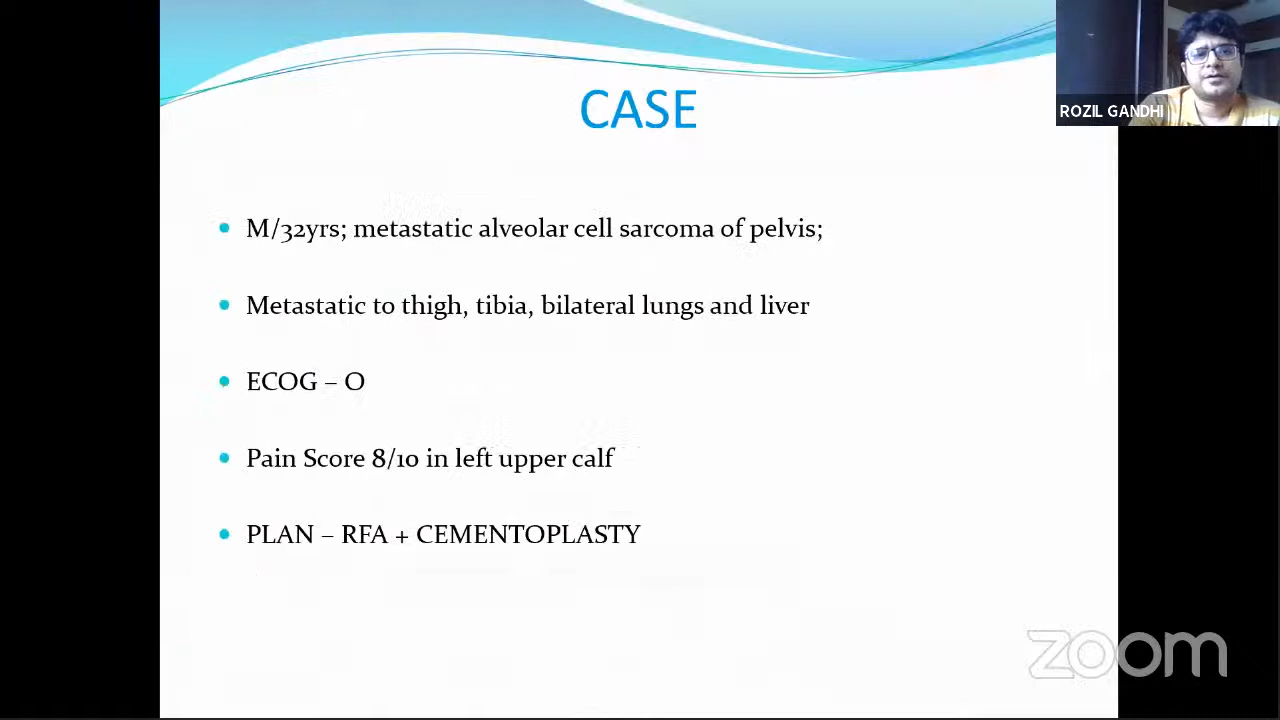 CASE
ROZIL GANDHI
M/32yrs; metastatic alveolar cell sarcoma of pelvis;
Metastatic to thigh, tibia, bilateral lungs and liver
ECOG – O
Pain Score 8/10 in left upper calf
PLAN – RFA + CEMENTOPLASTY
zoom